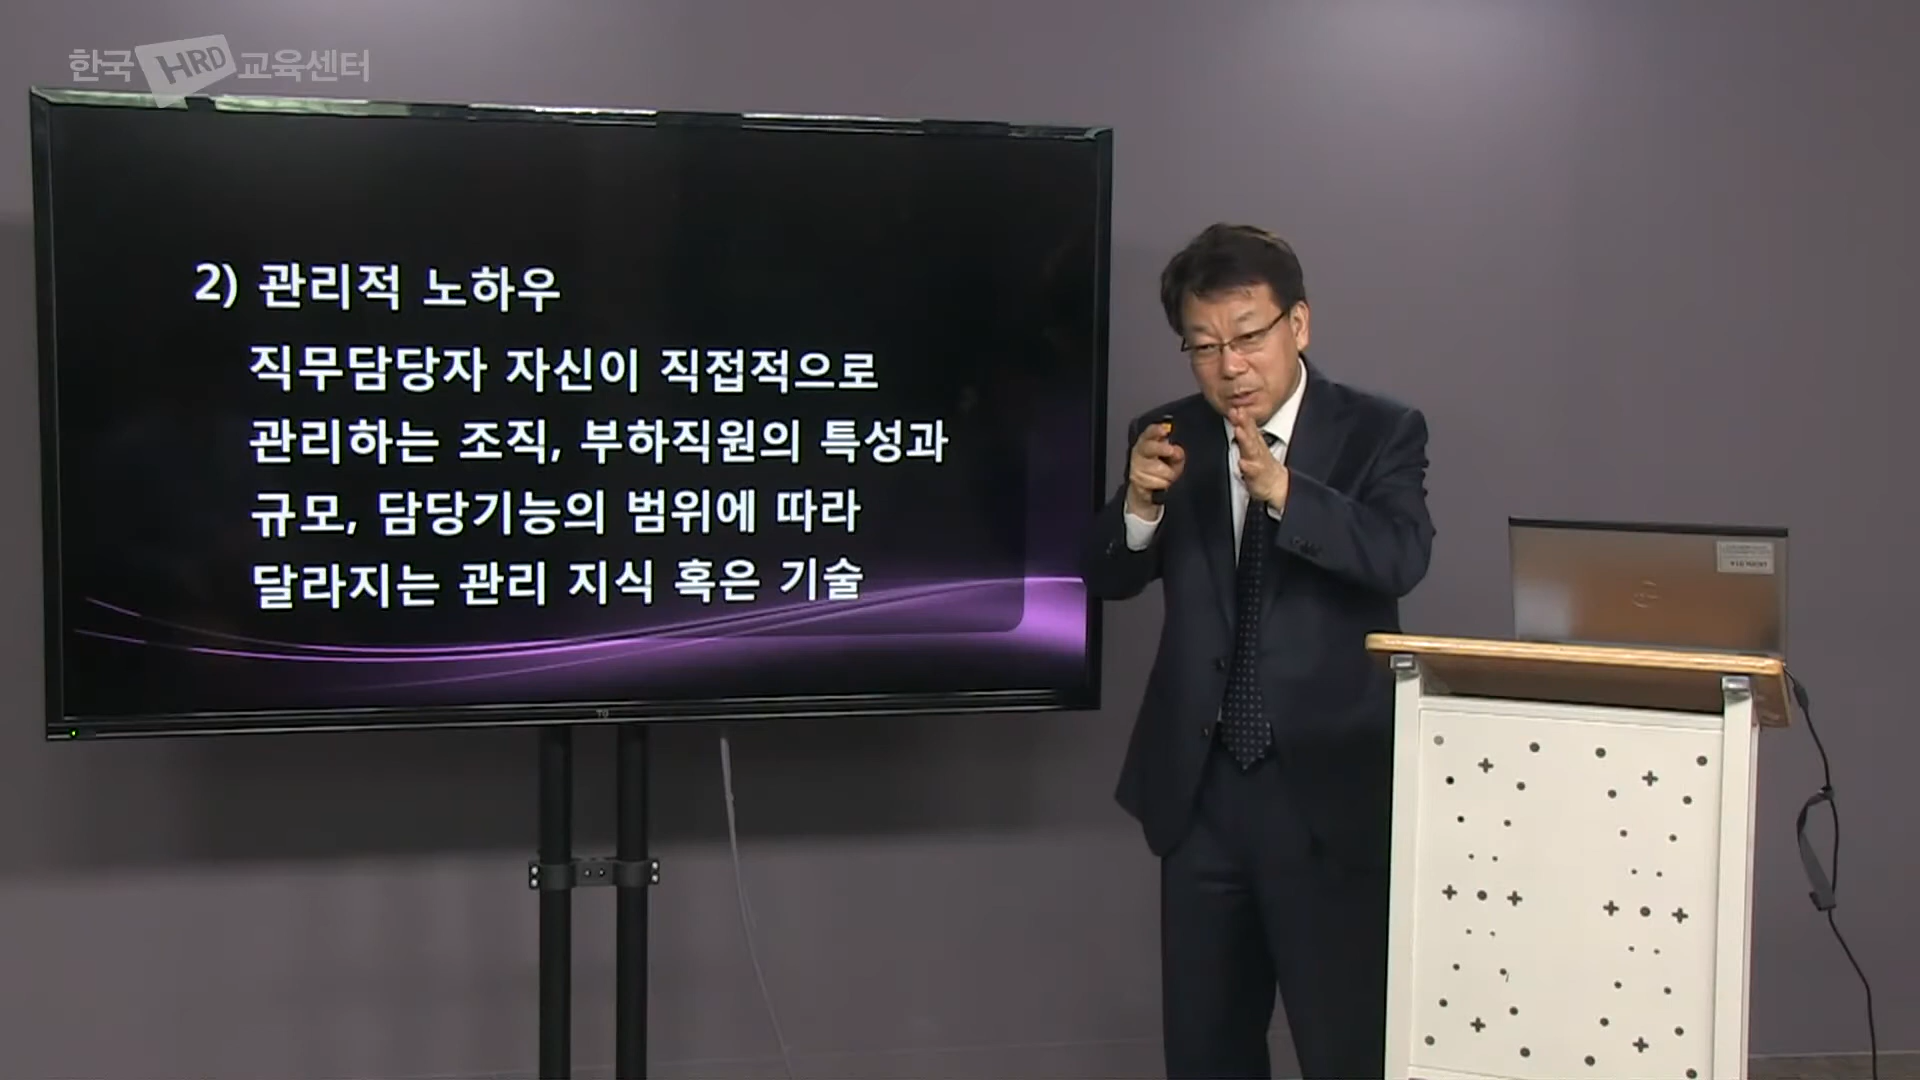 한국 HRD 교육센터
2) 관리적 노하우
직무담당자 자신이 직접적으로
관리하는 조직, 부하직원의 특성과
규모, 담당기능의 범위에 따라
달라지는 관리 지식 혹은 기술
TG